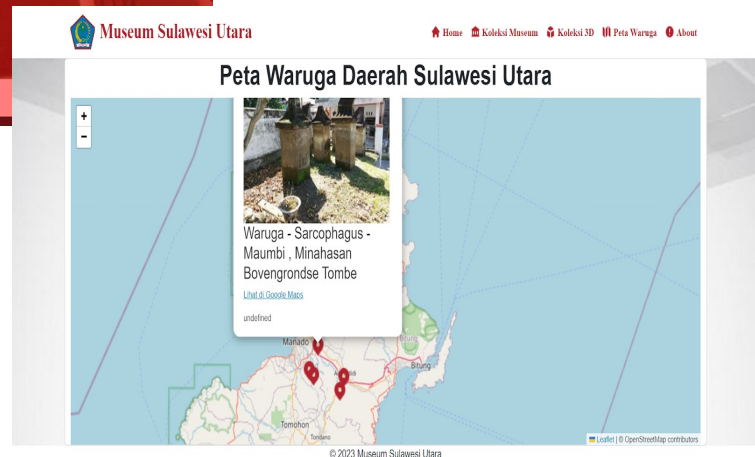 Museum Sulawesi Utara
Home Koleksi Museum Koleksi 3D Peta Waruga About
Peta Waruga Daerah Sulawesi Utara
+
−
Waruga - Sarcophagus -
Maumbi , Minahasan
Bovengrondse Tombe
Lihat di Google Maps
undefined
Manado
Bitung
Bitung
Tomohon
Tondano
Leaflet | © OpenStreetMap contributors
© 2023 Museum Sulawesi Utara